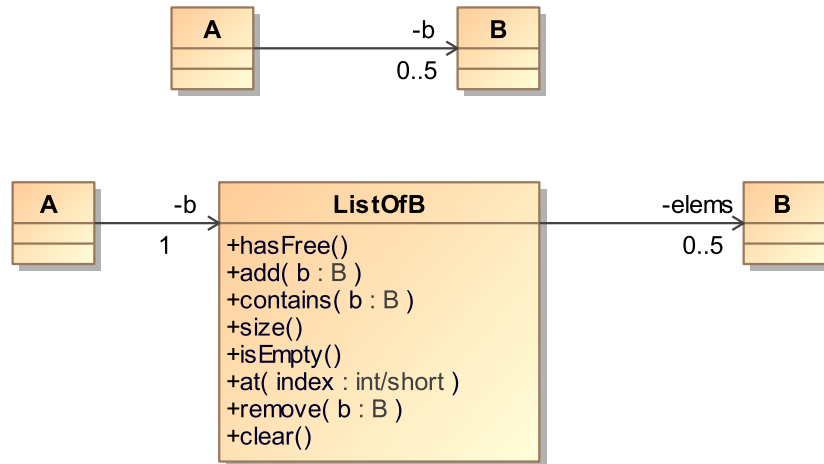 A
-b
B
0..5
A
-b
ListOfB
-elems
B
1
0..5
+hasFree()
+add( b : B )
+contains( b : B )
+size()
+isEmpty()
+at( index : int/short )
+remove( b : B )
+clear()